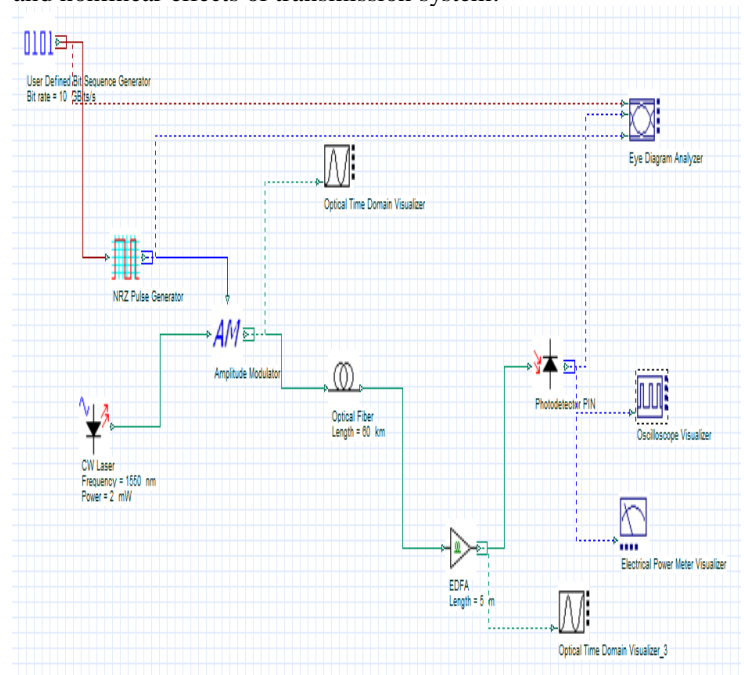 and nonlinear effects of transmission system.
0101
User Defined Bit Sequence Generator
Bit rate = 10 GBits/s
Eye Diagram Analyzer
Optical Time Domain Visualizer
NRZ Pulse Generator
AM
Amplitude Modulator
Photodetector PIN
Optical Fiber
Length = 60 km
Oscilloscope Visualizer
CW Laser
Frequency = 1550 nm
Power = 2 mW
Electrical Power Meter Visualizer
EDFA
Length = 5 m
Optical Time Domain Visualizer_3